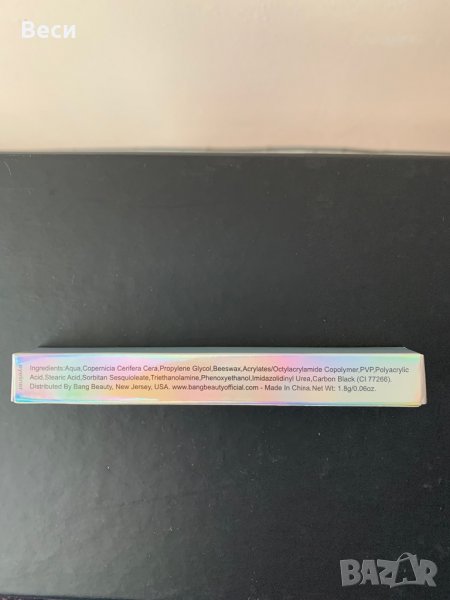 Веси
Ingredients:Aqua,Copernicia Cerifera Cera,Propylene Glycol,Beeswax,Acrylates/Octylacrylamide Copolymer,PVP,Polyacrylic
Acid,Stearic Acid,Sorbitan Sesquioleate,Triethanolamine,Phenoxyethanol,Imidazolidinyl Urea,Carbon Black (CI 77266).
Distributed By Bang Beauty, New Jersey, USA. www.bangbeautyofficial.com - Made In China.Net Wt: 1.8g/0.06oz.
BAZAR